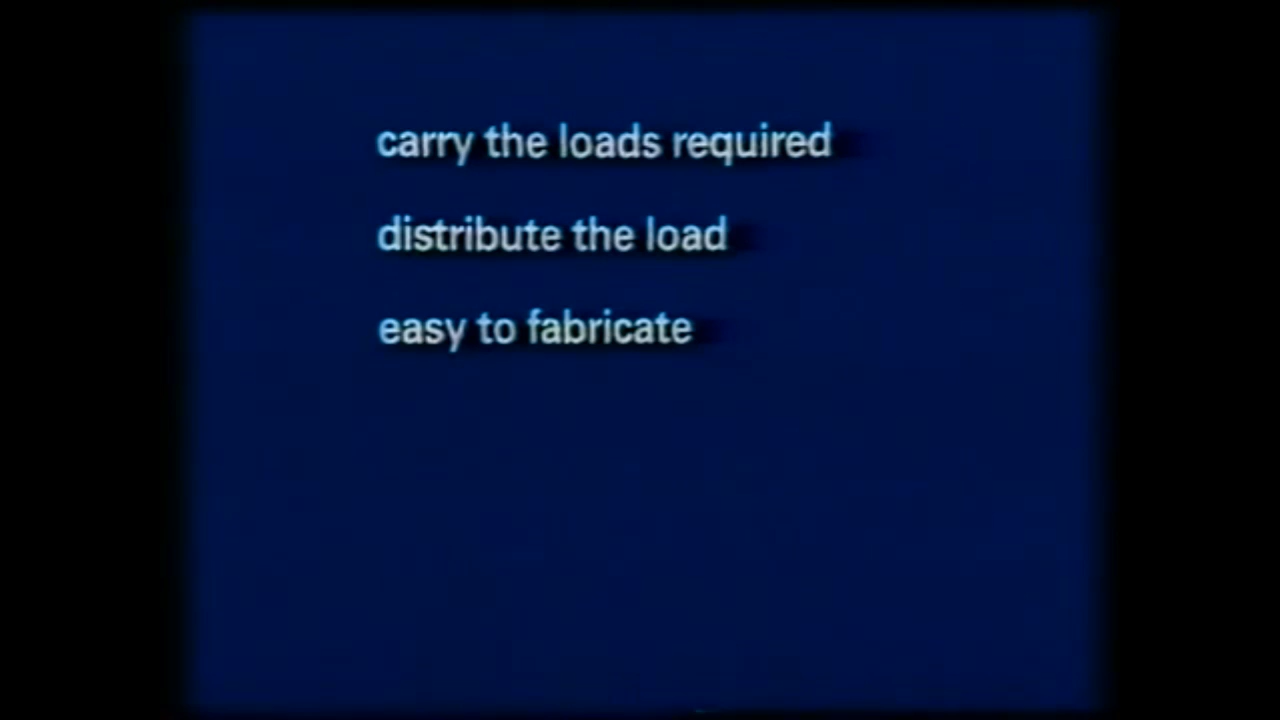 carry the loads required
distribute the load
easy to fabricate